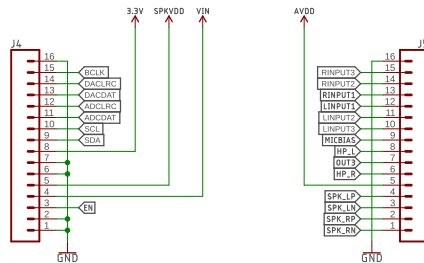 3.3V SPKVDD VIN AVDD
J4
J5
16
15 BCLK
14 DACLRC
13 DACDAT
12 ADCLRC
11 ADCDAT
10 SCL
9 SDA
8
7
6
5
4
3 EN
2
1
GND
16
RINPUT3 15
RINPUT2 14
RINPUT1 13
LINPUT1 12
LINPUT2 11
LINPUT3 10
MICBIAS 9
HP_L 8
OUT3 7
HP_R 6
5
SPK_LP 4
SPK_LN 3
SPK_RP 2
SPK_RN 1
GND